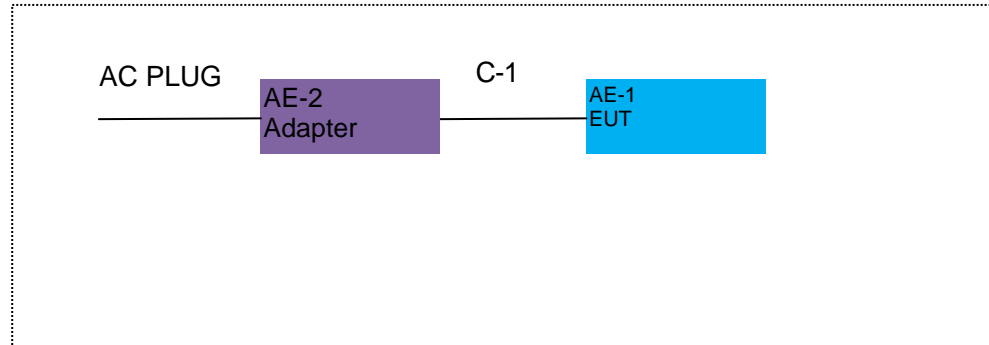 AC PLUG
AE-2
Adapter
C-1
AE-1
EUT